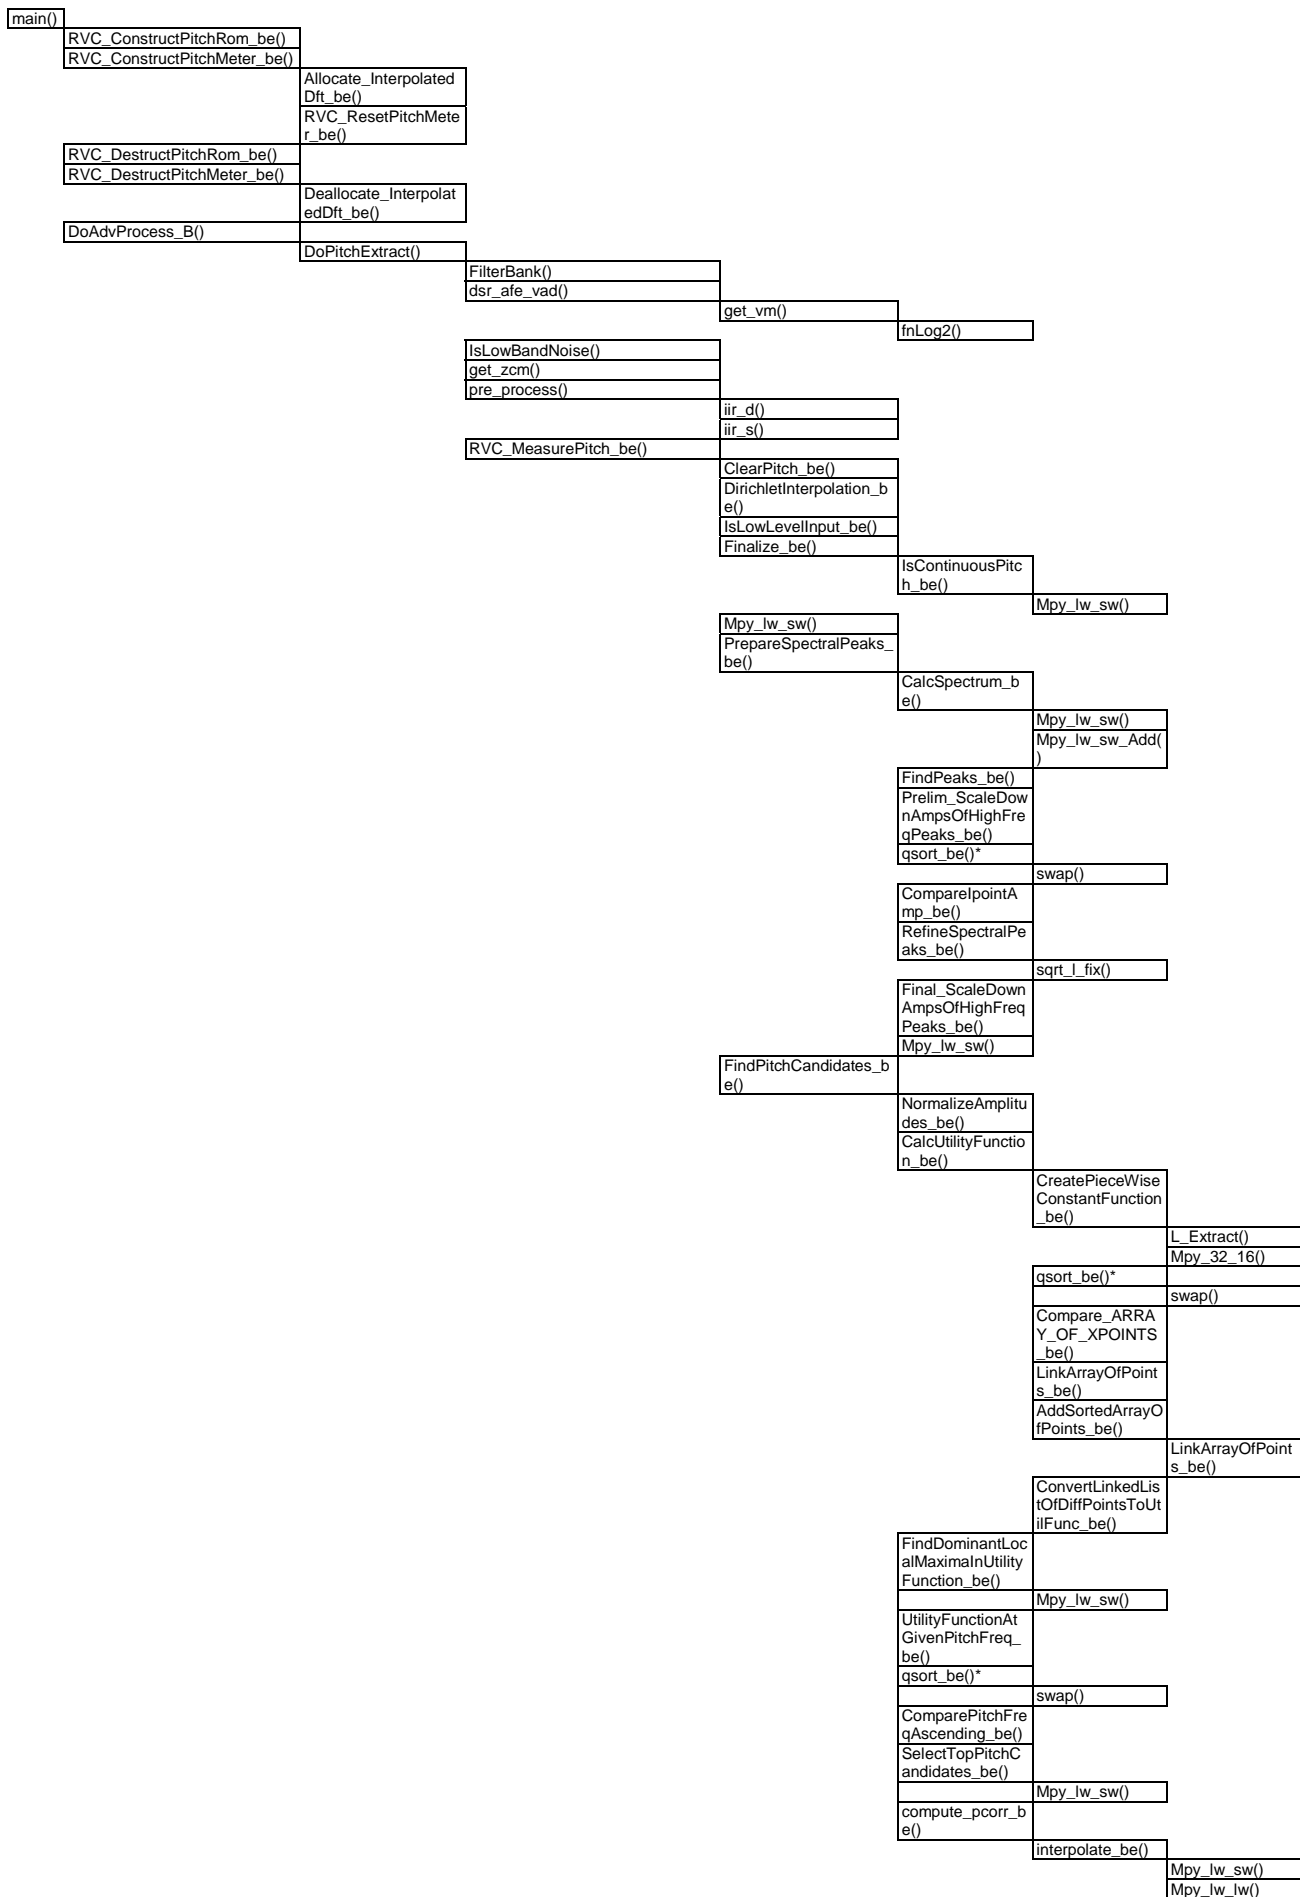 main()
RVC_ConstructPitchRom_be()
RVC_ConstructPitchMeter_be()
Allocate_Interpolated
Dft_be()
RVC_ResetPitchMete
r_be()
RVC_DestructPitchRom_be()
RVC_DestructPitchMeter_be()
Deallocate_Interpolat
edDft_be()
DoAdvProcess_B()
DoPitchExtract()
FilterBank()
dsr_afe_vad()
get_vm()
fnLog2()
IsLowBandNoise()
get_zcm()
pre_process()
iir_d()
iir_s()
RVC_MeasurePitch_be()
ClearPitch_be()
DirichletInterpolation_b
e()
IsLowLevelInput_be()
Finalize_be()
IsContinuousPitc
h_be()
Mpy_lw_sw()
Mpy_lw_sw()
PrepareSpectralPeaks_
be()
CalcSpectrum_b
e()
Mpy_lw_sw()
Mpy_lw_sw_Add(
)
FindPeaks_be()
Prelim_ScaleDow
nAmpsOfHighFre
qPeaks_be()
qsort_be()*
swap()
CompareIpointA
mp_be()
RefineSpectralPe
aks_be()
sqrt_l_fix()
Final_ScaleDown
AmpsOfHighFreq
Peaks_be()
Mpy_lw_sw()
FindPitchCandidates_b
e()
NormalizeAmplitu
des_be()
CalcUtilityFunctio
n_be()
CreatePieceWise
ConstantFunction
_be()
L_Extract()
Mpy_32_16()
qsort_be()*
swap()
Compare_ARRA
Y_OF_XPOINTS
_be()
LinkArrayOfPoint
s_be()
AddSortedArrayO
fPoints_be()
LinkArrayOfPoint
s_be()
ConvertLinkedLis
tOfDiffPointsToUt
ilFunc_be()
FindDominantLoc
alMaximaInUtility
Function_be()
Mpy_lw_sw()
UtilityFunctionAt
GivenPitchFreq_
be()
qsort_be()*
swap()
ComparePitchFre
qAscending_be()
SelectTopPitchC
andidates_be()
Mpy_lw_sw()
compute_pcorr_b
e()
interpolate_be()
Mpy_lw_sw()
Mpy_lw_lw()